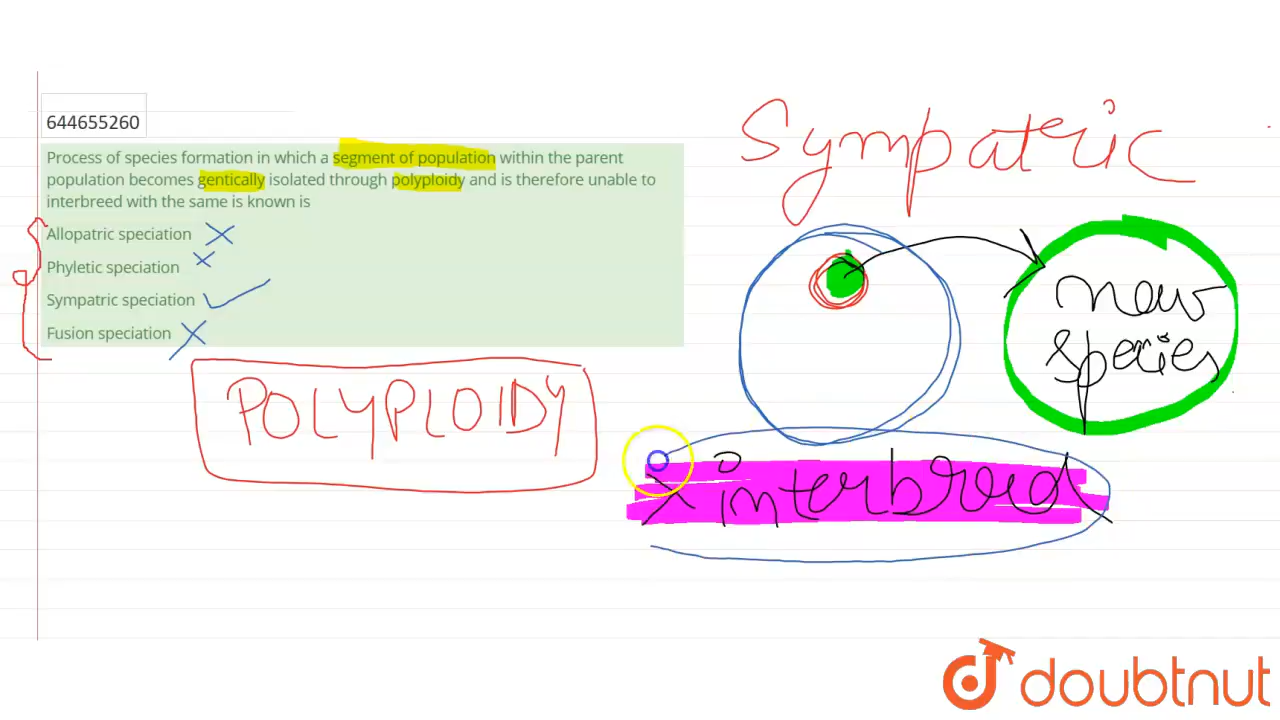 644655260
Process of species formation in which a segment of population within the parent
population becomes gentically isolated through polyploidy and is therefore unable to
interbreed with the same is known is
Allopatric speciation
Phyletic speciation
Sympatric speciation
Fusion speciation
POLYPLOIDY
Sympatric
new
species
x interbreed
doubtnut